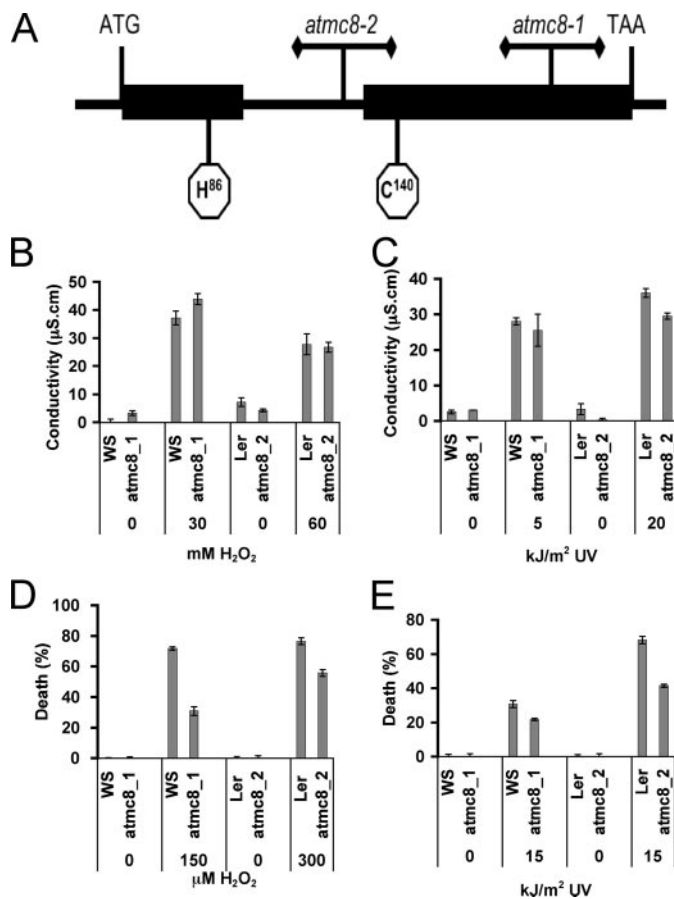 A
ATG
atmc8-2
atmc8-1
TAA
H⁸⁶
C¹⁴⁰
B
Conductivity (µS.cm)
50
40
30
20
10
0
WS
atmc8_1
WS
atmc8_1
Ler
atmc8_2
Ler
atmc8_2
0
30
0
60
mM H₂O₂
C
Conductivity (µS.cm)
40
30
20
10
0
WS
atmc8_1
WS
atmc8_1
Ler
atmc8_2
Ler
atmc8_2
0
5
0
20
kJ/m² UV
D
Death (%)
100
80
60
40
20
0
WS
atmc8_1
WS
atmc8_1
Ler
atmc8_2
Ler
atmc8_2
0
150
0
300
µM H₂O₂
E
Death (%)
80
60
40
20
0
WS
atmc8_1
WS
atmc8_1
Ler
atmc8_2
Ler
atmc8_2
0
15
0
15
kJ/m² UV